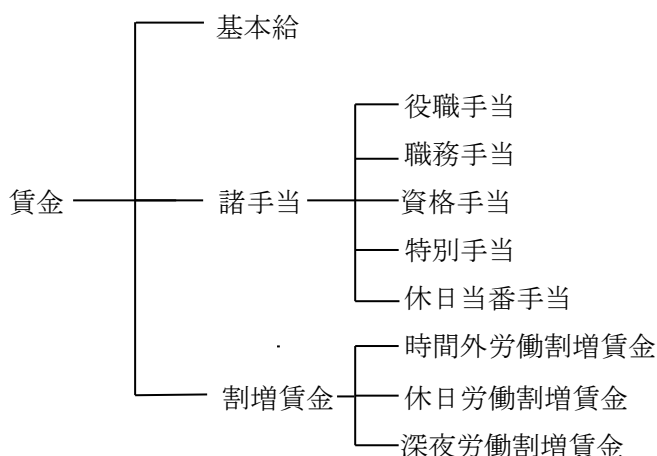 基本給
役職手当
職務手当
賃金
諸手当
資格手当
特別手当
休日当番手当
時間外労働割増賃金
割増賃金
休日労働割増賃金
深夜労働割増賃金